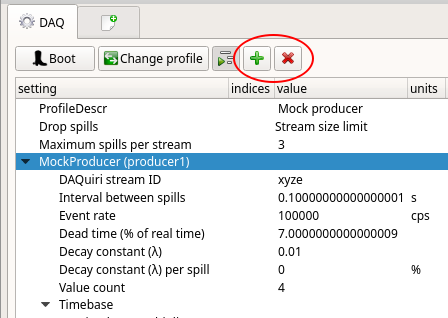 DAQ
Boot Change profile
setting indices value units
ProfileDescr Mock producer
Drop spills Stream size limit
Maximum spills per stream 3
MockProducer (producer1)
DAQuiri stream ID xyze
Interval between spills 0.10000000000000001 s
Event rate 100000 cps
Dead time (% of real time) 7.0000000000000009
Decay constant (λ) 0.01
Decay constant (λ) per spill 0 %
Value count 4
Timebase